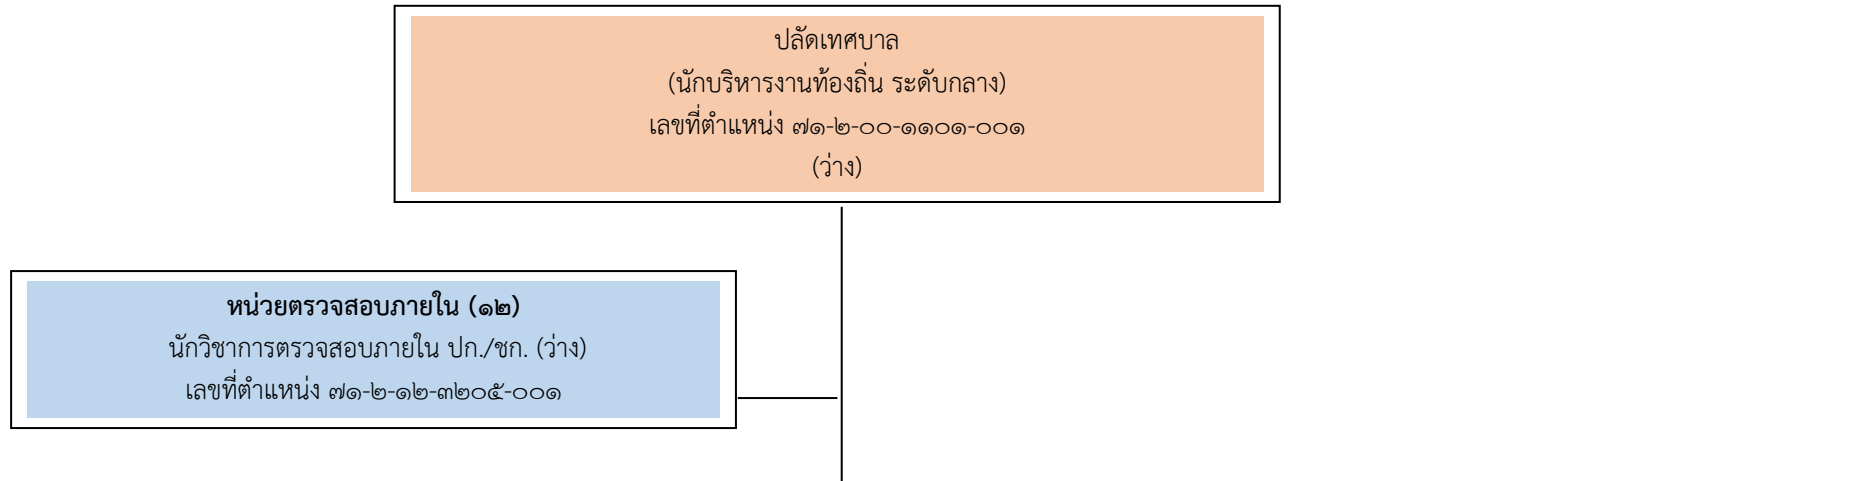 ปลัดเทศบาล
(นักบริหารงานท้องถิ่น ระดับกลาง)
เลขที่ตำแหน่ง ๗๑-๒-๐๐-๑๑๐๑-๐๐๑
(ว่าง)
หน่วยตรวจสอบภายใน (๑๒)
นักวิชาการตรวจสอบภายใน ปก./ชก. (ว่าง)
เลขที่ตำแหน่ง ๗๑-๒-๑๒-๓๒๐๕-๐๐๑